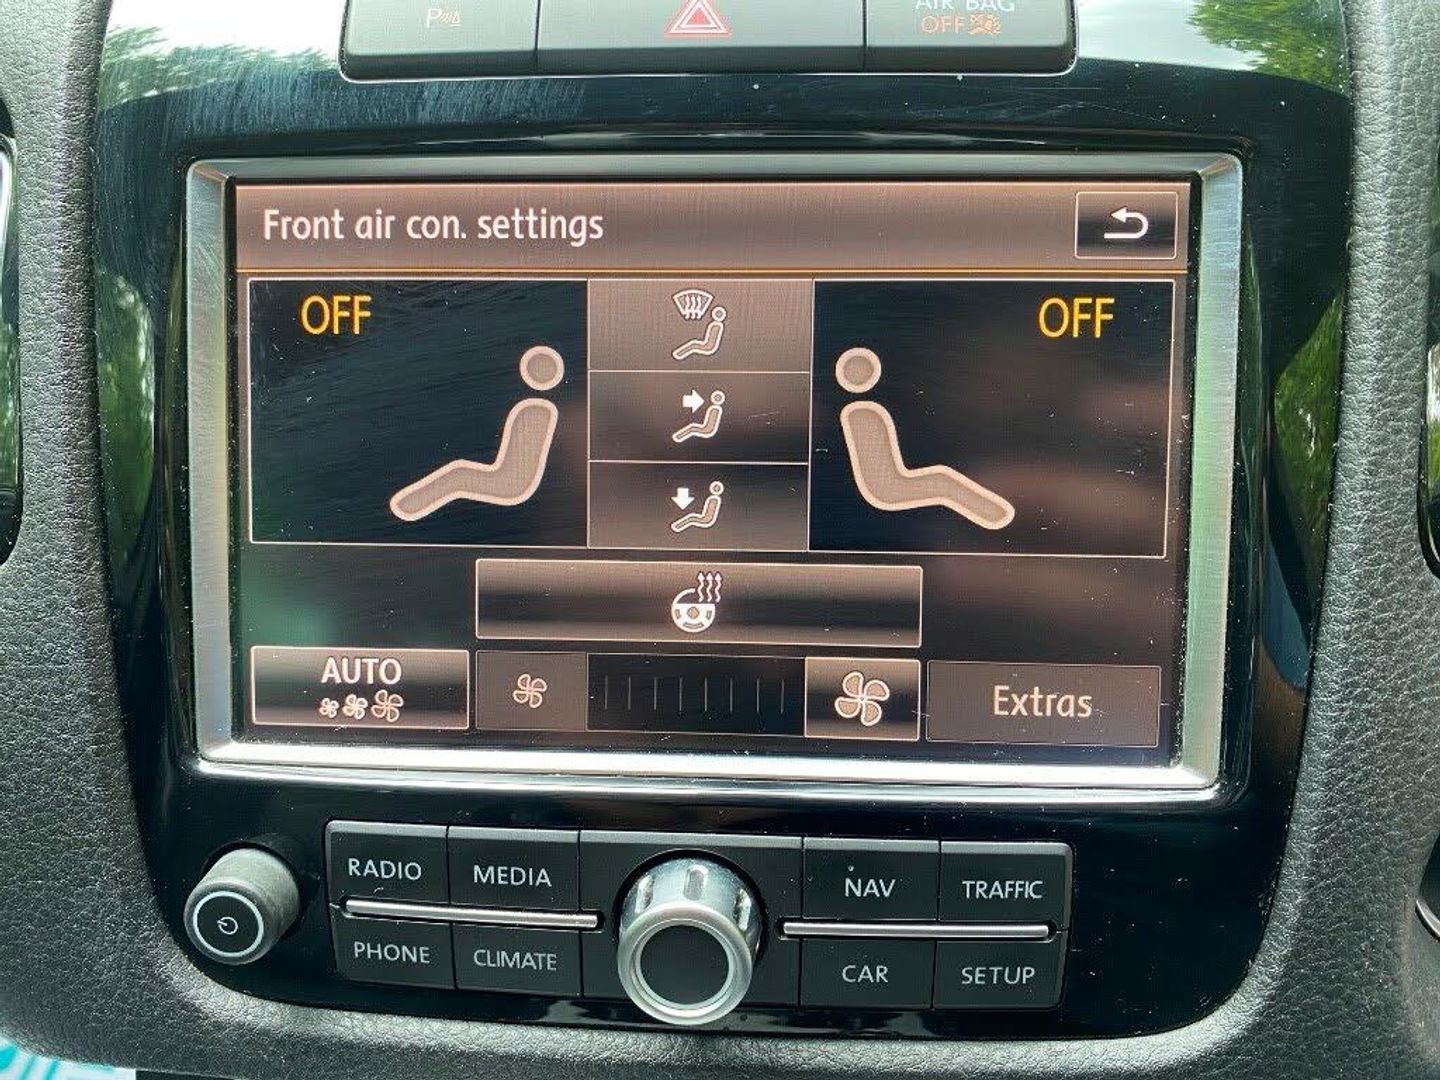 P
AIR BAG
OFF
Front air con. settings
OFF
OFF
AUTO
Extras
RADIO
MEDIA
NAV
TRAFFIC
PHONE
CLIMATE
CAR
SETUP